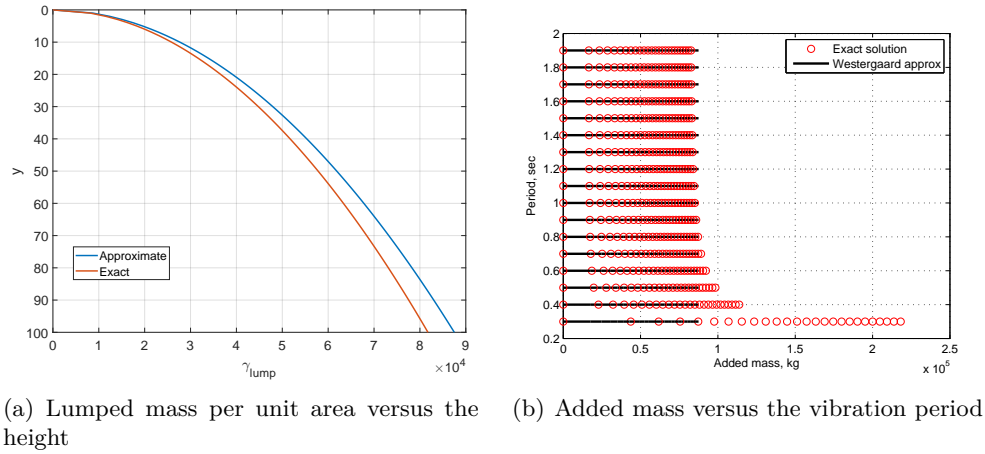 0
10
20
30
40
50
60
70
80
90
100
y
0 1 2 3 4 5 6 7 8 9
×10⁴
γlump
Approximate
Exact
2
1.8
1.6
1.4
1.2
1
0.8
0.6
0.4
0.2
Period, sec
0 0.5 1 1.5 2 2.5
x 10⁵
Added mass, kg
Exact solution
Westergaard approx
(a) Lumped mass per unit area versus the
height
(b) Added mass versus the vibration period